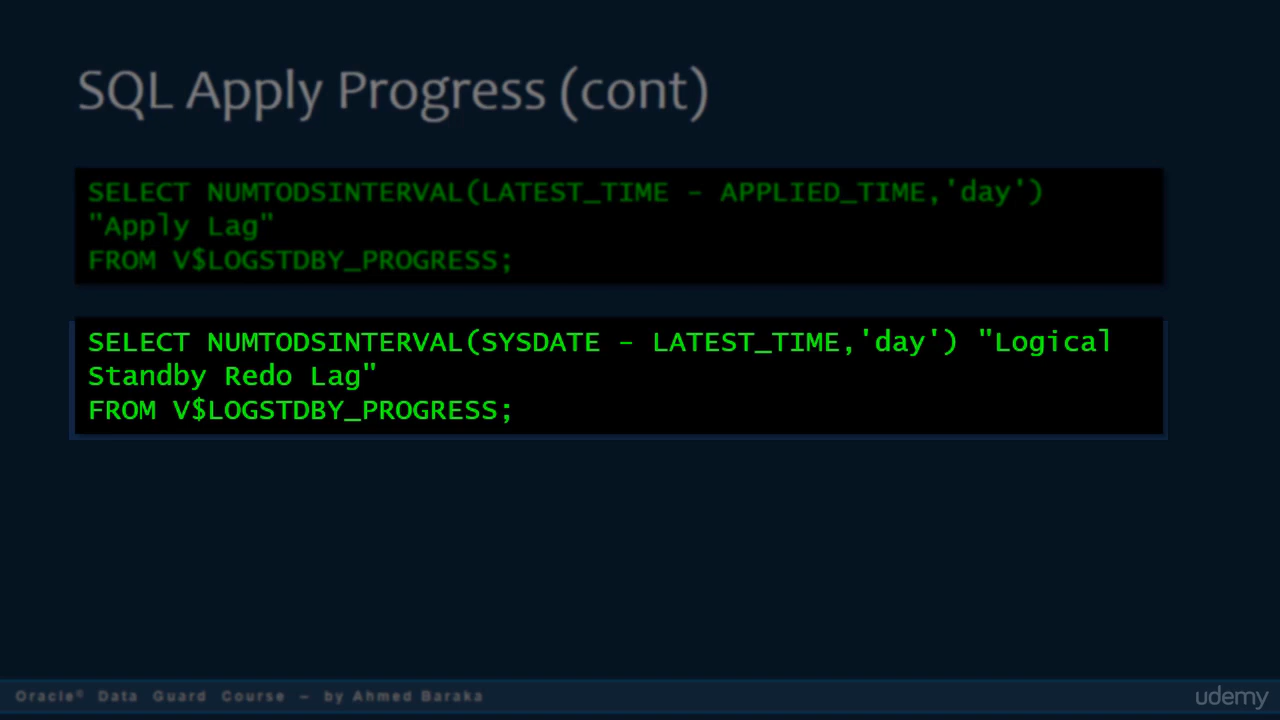 SQL Apply Progress (cont)
SELECT NUMTODSINTERVAL(LATEST_TIME – APPLIED_TIME,'day')
"Apply Lag"
FROM V$LOGSTDBY_PROGRESS;
SELECT NUMTODSINTERVAL(SYSDATE – LATEST_TIME,'day') "Logical
Standby Redo Lag"
FROM V$LOGSTDBY_PROGRESS;
Oracle® Data Guard Course – by Ahmed Baraka
udemy